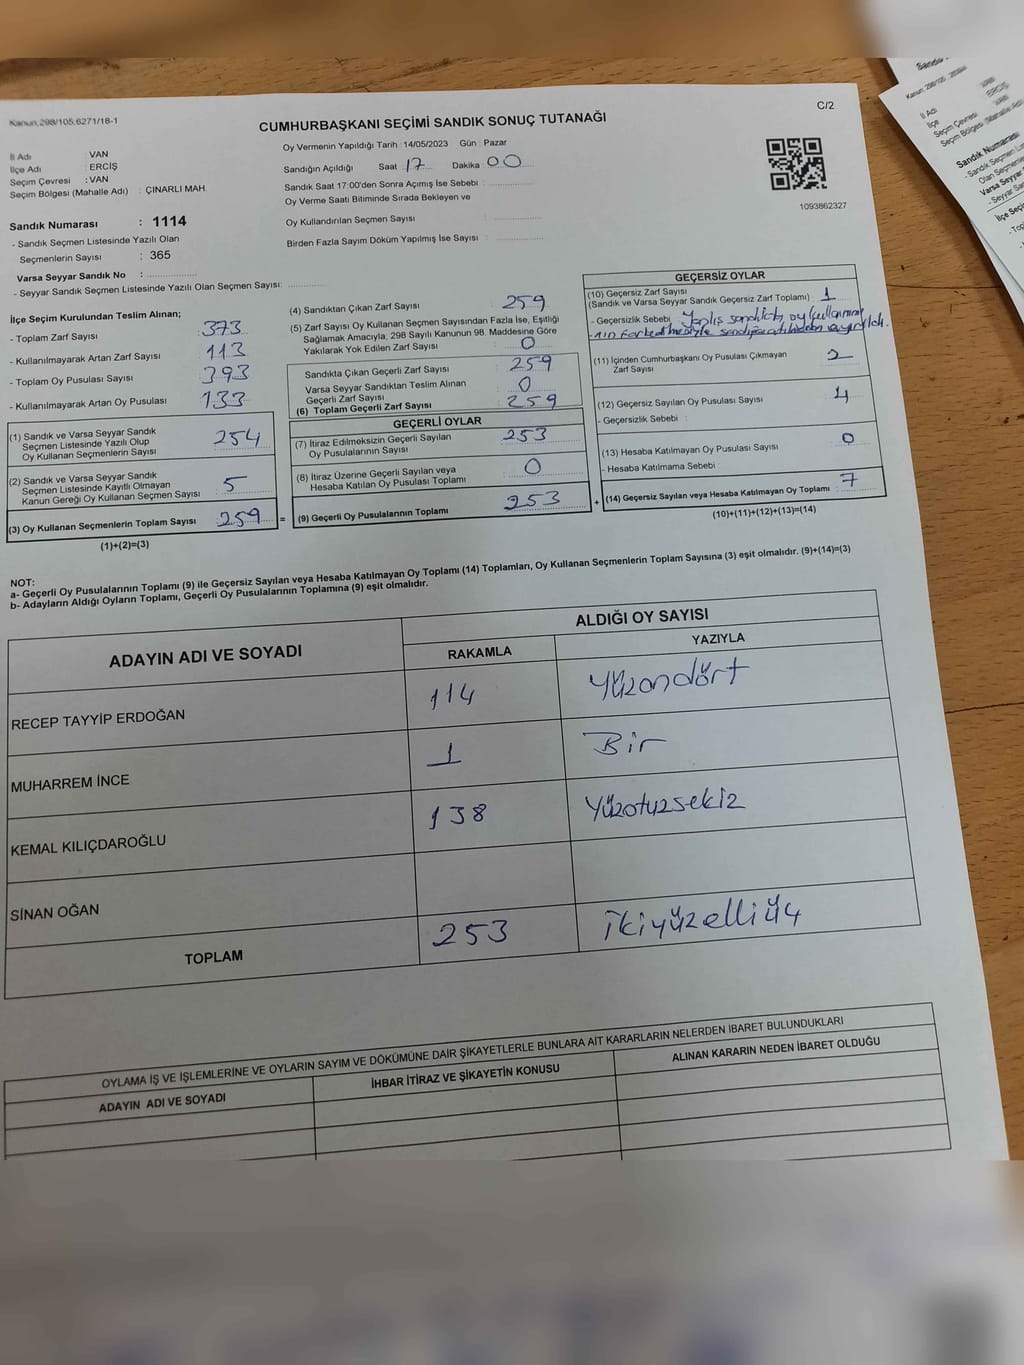 C/2
Kanun 298/105,6271/18-1
CUMHURBAŞKANI SEÇİMİ SANDIK SONUÇ TUTANAĞI
İl Adı VAN
İlçe Adı ERCİŞ
Seçim Çevresi : VAN
Seçim Bölgesi (Mahalle Adı) : ÇINARLI MAH.
Sandık Numarası : 1114
- Sandık Seçmen Listesinde Yazılı Olan
Seçmenlerin Sayısı : 365
Varsa Seyyar Sandık No :
- Seyyar Sandık Seçmen Listesinde Yazılı Olan Seçmen Sayısı:
Oy Vermenin Yapıldığı Tarih : 14/05/2023 Gün : Pazar
Sandığın Açıldığı Saat 17 Dakika 00
Sandık Saat 17:00'den Sonra Açımış İse Sebebi :
Oy Verme Saati Bitiminde Sırada Bekleyen ve
Oy Kullandırılan Seçmen Sayısı :
Birden Fazla Sayım Döküm Yapılmış İse Sayısı :
1093862327
İlçe Seçim Kurulundan Teslim Alınan;
- Toplam Zarf Sayısı : 373
- Kullanılmayarak Artan Zarf Sayısı : 113
- Toplam Oy Pusulası Sayısı : 393
- Kullanılmayarak Artan Oy Pusulası : 133
(1) Sandık ve Varsa Seyyar Sandık
Seçmen Listesinde Yazılı Olup
Oy Kullanan Seçmenlerin Sayısı : 254
(2) Sandık ve Varsa Seyyar Sandık
Seçmen Listesinde Kayıtlı Olmayan
Kanun Gereği Oy Kullanan Seçmen Sayısı : 5
(3) Oy Kullanan Seçmenlerin Toplam Sayısı : 259 =
(1)+(2)=(3)
(4) Sandıktan Çıkan Zarf Sayısı : 259
(5) Zarf Sayısı Oy Kullanan Seçmen Sayısından Fazla İse, Eşitliği
Sağlamak Amacıyla, 298 Sayılı Kanunun 98. Maddesine Göre
Yakılarak Yok Edilen Zarf Sayısı : 0
Sandıkta Çıkan Geçerli Zarf Sayısı : 259
Varsa Seyyar Sandıktan Teslim Alınan
Geçerli Zarf Sayısı : 0
(6) Toplam Geçerli Zarf Sayısı : 259
GEÇERLİ OYLAR
(7) İtiraz Edilmeksizin Geçerli Sayılan
Oy Pusulalarının Sayısı : 253
(8) İtiraz Üzerine Geçerli Sayılan veya
Hesaba Katılan Oy Pusulası Toplamı : 0
(9) Geçerli Oy Pusulalarının Toplamı : 253 +
GEÇERSİZ OYLAR
(10) Geçersiz Zarf Sayısı
(Sandık ve Varsa Seyyar Sandık Geçersiz Zarf Toplamı) : 1
- Geçersizlik Sebebi : Yanlış sandıkta oy kullanma
nın farkedilmesiyle
(11) İçinden Cumhurbaşkanı Oy Pusulası Çıkmayan
Zarf Sayısı : 2
(12) Geçersiz Sayılan Oy Pusulası Sayısı : 4
- Geçersizlik Sebebi :
(13) Hesaba Katılmayan Oy Pusulası Sayısı : 0
- Hesaba Katılmama Sebebi :
(14) Geçersiz Sayılan veya Hesaba Katılmayan Oy Toplamı : 7
(10)+(11)+(12)+(13)=(14)
NOT:
a- Geçerli Oy Pusulalarının Toplamı (9) ile Geçersiz Sayılan veya Hesaba Katılmayan Oy Toplamı (14) Toplamları, Oy Kullanan Seçmenlerin Toplam Sayısına (3) eşit olmalıdır. (9)+(14)=(3)
b- Adayların Aldığı Oyların Toplamı, Geçerli Oy Pusulalarının Toplamına (9) eşit olmalıdır.
ADAYIN ADI VE SOYADI
ALDIĞI OY SAYISI
RAKAMLA YAZIYLA
RECEP TAYYİP ERDOĞAN 114 Yüzondört
MUHARREM İNCE 1 Bir
KEMAL KILIÇDAROĞLU 138 Yüzotuzsekiz
SİNAN OĞAN
TOPLAM 253 İkiyüzelliüç
OYLAMA İŞ VE İŞLEMLERİNE VE OYLARIN SAYIM VE DÖKÜMÜNE DAİR ŞİKAYETLERLE BUNLARA AİT KARARLARIN NELERDEN İBARET BULUNDUKLARI
ADAYIN ADI VE SOYADI İHBAR İTİRAZ VE ŞİKAYETİN KONUSU ALINAN KARARIN NEDEN İBARET OLDUĞU
İl Adı
İlçe ERCİŞ
Seçim Çevresi
Sandık Numarası